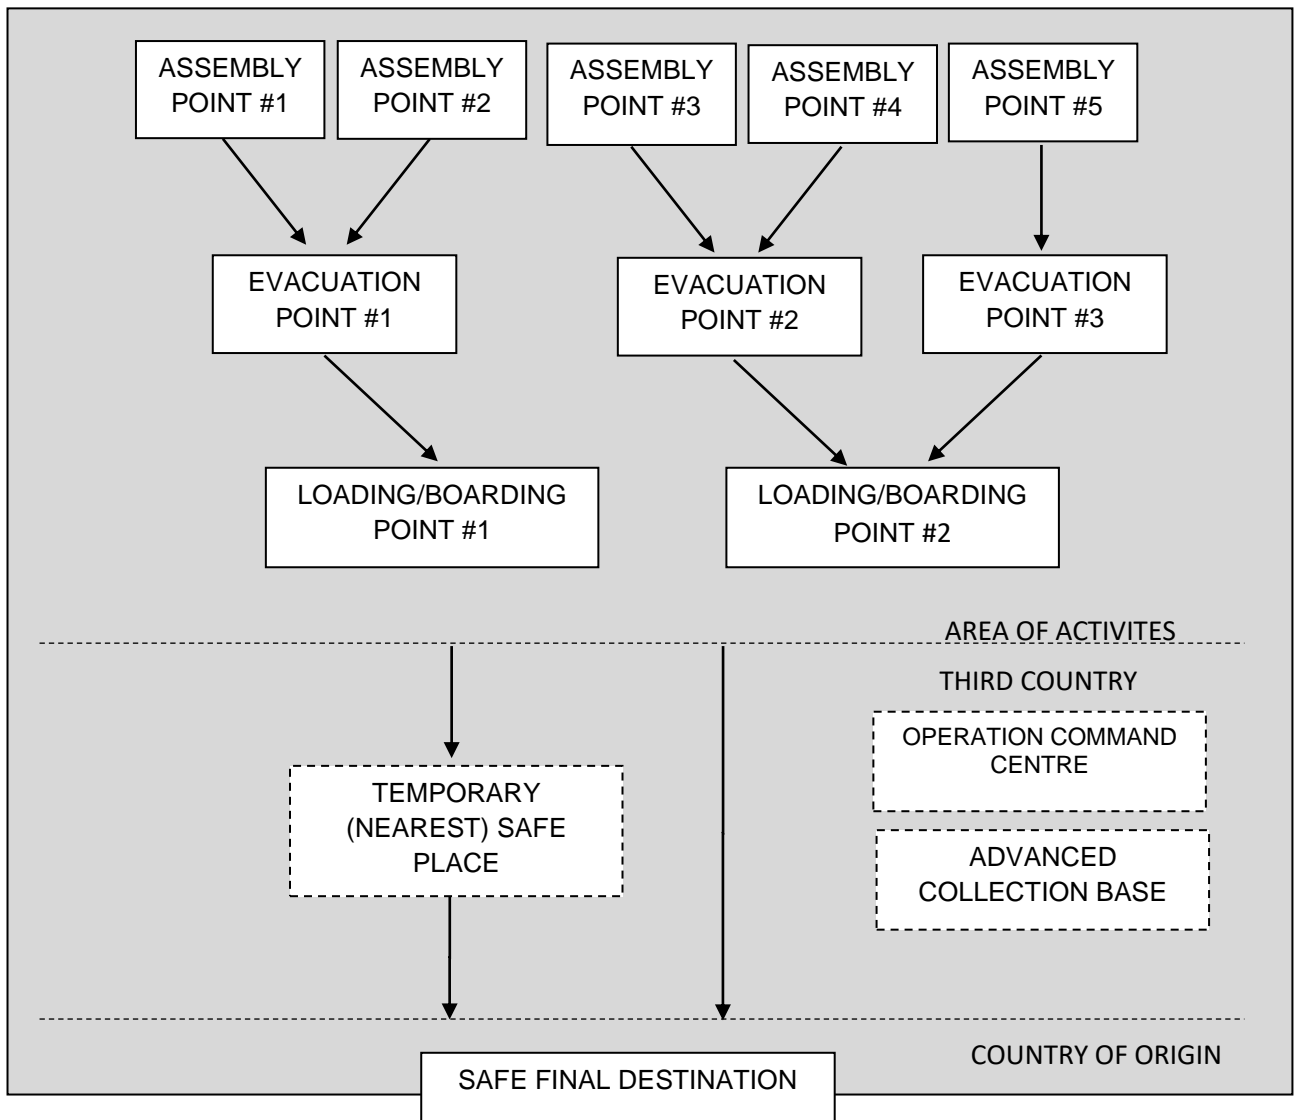 ASSEMBLY
POINT #1
ASSEMBLY
POINT #2
ASSEMBLY
POINT #3
ASSEMBLY
POINT #4
ASSEMBLY
POINT #5
EVACUATION
POINT #1
EVACUATION
POINT #2
EVACUATION
POINT #3
LOADING/BOARDING
POINT #1
LOADING/BOARDING
POINT #2
AREA OF ACTIVITES
THIRD COUNTRY
OPERATION COMMAND
CENTRE
TEMPORARY
(NEAREST) SAFE
PLACE
ADVANCED
COLLECTION BASE
COUNTRY OF ORIGIN
SAFE FINAL DESTINATION